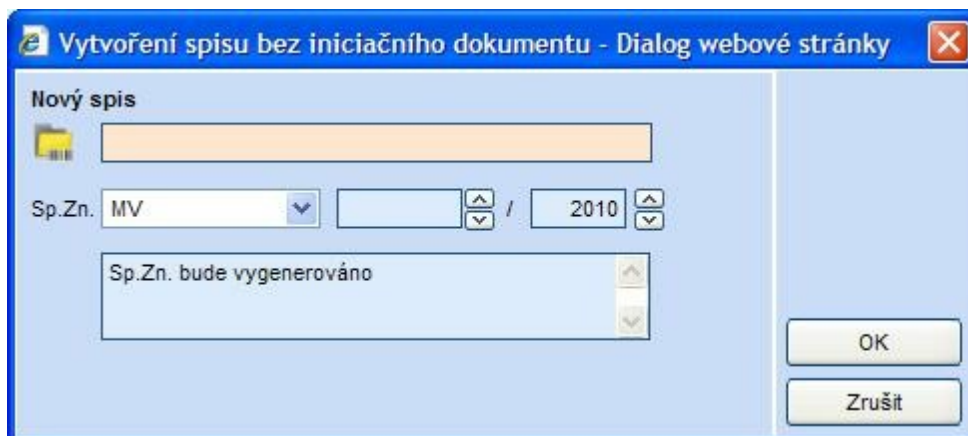 Vytvoření spisu bez iniciačního dokumentu - Dialog webové stránky
Nový spis
Sp.Zn. MV / 2010
Sp.Zn. bude vygenerováno
OK
Zrušit